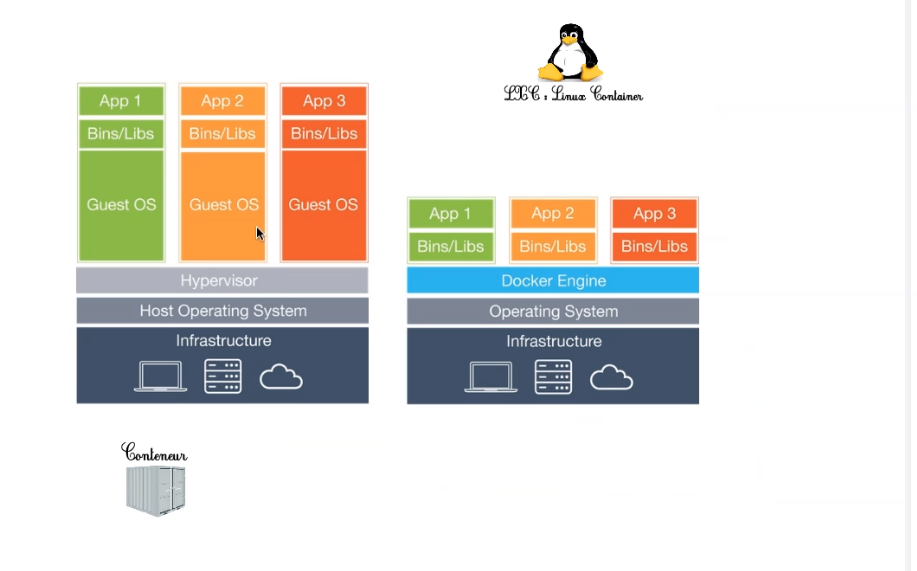 LXC : Linux Container
App 1
App 2
App 3
Bins/Libs
Bins/Libs
Bins/Libs
Guest OS
Guest OS
Guest OS
Hypervisor
Host Operating System
Infrastructure
App 1
App 2
App 3
Bins/Libs
Bins/Libs
Bins/Libs
Docker Engine
Operating System
Infrastructure
Conteneur